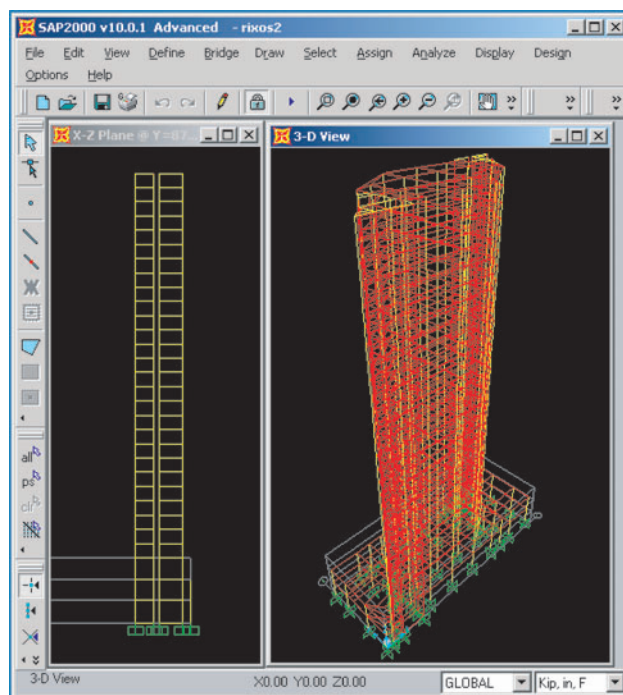 SAP2000 v10.0.1 Advanced - rixos2
File Edit View Define Bridge Draw Select Assign Analyze Display Design
Options Help
X-Z Plane @ Y=87...
3-D View
all
ps
clr
3-D View
X0.00 Y0.00 Z0.00
GLOBAL
Kip, in, F